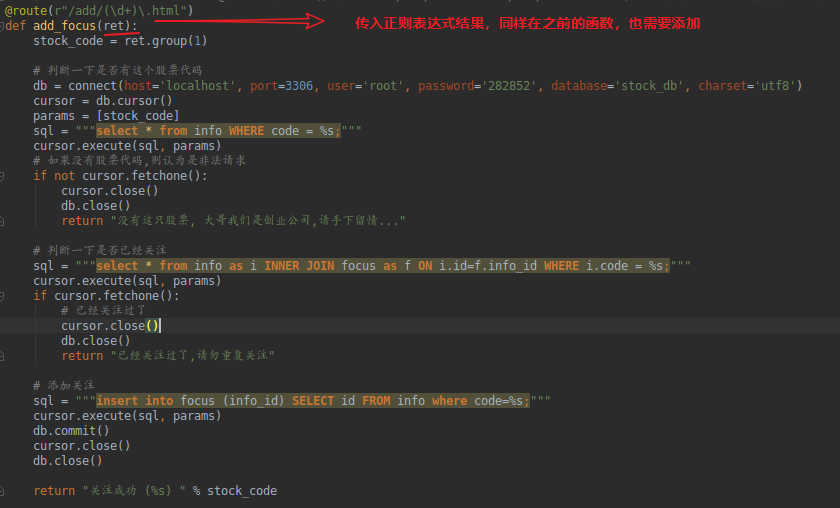 @route(r"/add/(\d+)\.html")
def add_focus(ret):
传入正则表达式结果，同样在之前的函数，也需要添加
    stock_code = ret.group(1)

    # 判断一下是否有这个股票代码
    db = connect(host='localhost', port=3306, user='root', password='282852', database='stock_db', charset='utf8')
    cursor = db.cursor()
    params = [stock_code]
    sql = """select * from info WHERE code = %s;"""
    cursor.execute(sql, params)
    # 如果没有股票代码,则认为是非法请求
    if not cursor.fetchone():
        cursor.close()
        db.close()
        return "没有这只股票, 大哥我们是创业公司,请手下留情..."

    # 判断一下是否已经关注
    sql = """select * from info as i INNER JOIN focus as f ON i.id=f.info_id WHERE i.code = %s;"""
    cursor.execute(sql, params)
    if cursor.fetchone():
        # 已经关注过了
        cursor.close()
        db.close()
        return "已经关注过了,请勿重复关注"

    # 添加关注
    sql = """insert into focus (info_id) SELECT id FROM info where code=%s;"""
    cursor.execute(sql, params)
    db.commit()
    cursor.close()
    db.close()

    return "关注成功 (%s) " % stock_code